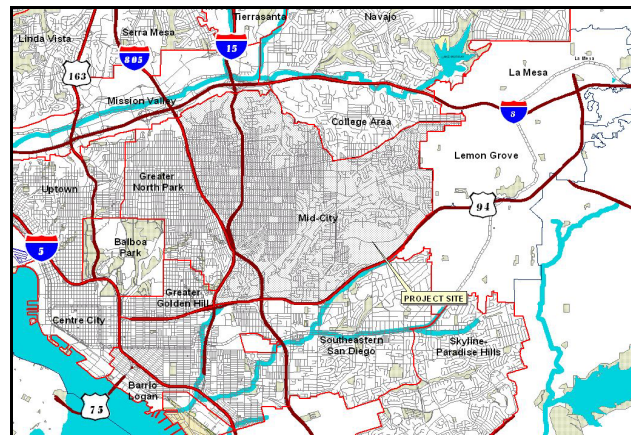 Tierrasanta
Navajo
Serra Mesa
Linda Vista
805
15
163
La Mesa
La Mesa
Mission Valley
8
College Area
Lemon Grove
Greater
North Park
Uptown
94
Mid-City
Balboa
Park
5
Greater
Golden Hill
PROJECT SITE
Centre City
Southeastern
San Diego
Skyline-
Paradise Hills
Barrio
Logan
75